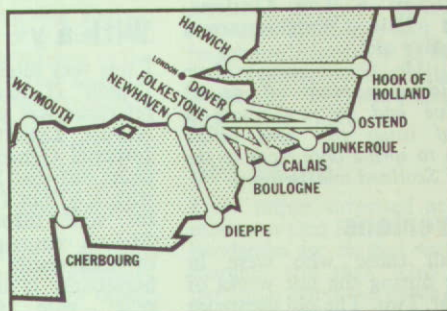 HARWICH
LONDON
HOOK OF
HOLLAND
DOVER
FOLKESTONE
NEWHAVEN
WEYMOUTH
OSTEND
DUNKERQUE
CALAIS
BOULOGNE
DIEPPE
CHERBOURG